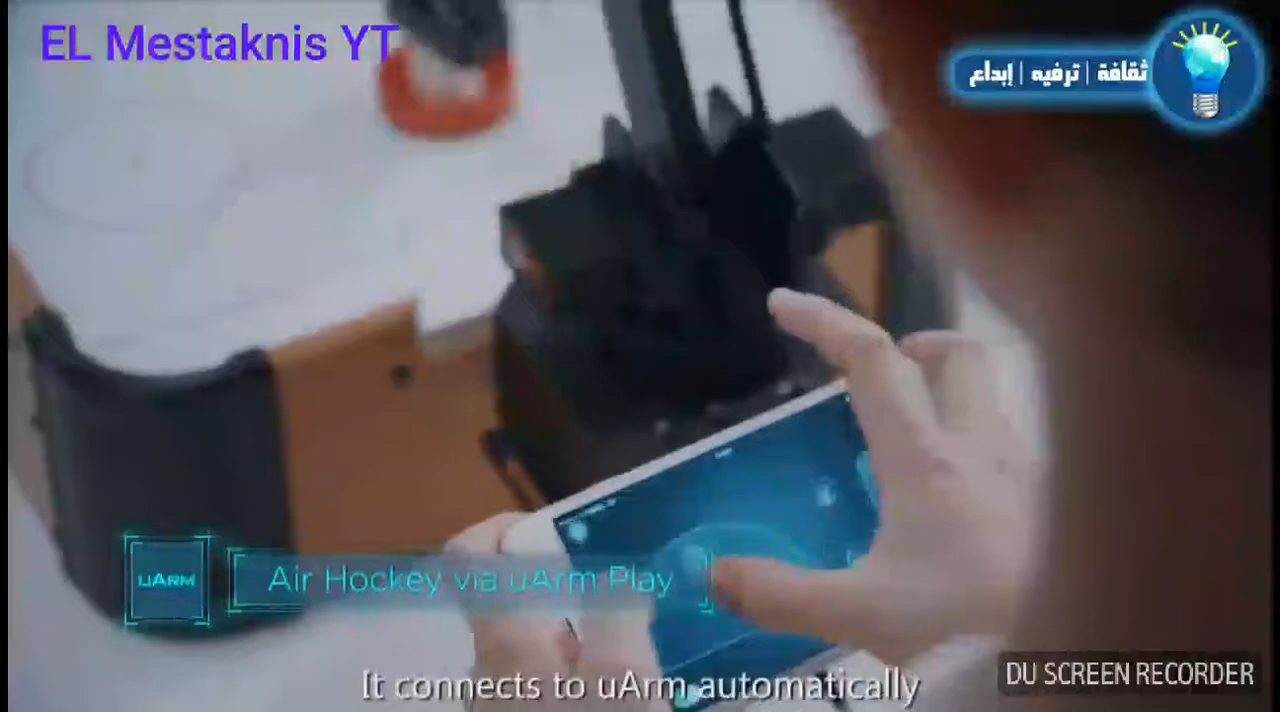 EL Mestaknis YT
ثقافة | ترفيه | إبداع
uArm
Air Hockey via uArm Play
It connects to uArm automatically
DU SCREEN RECORDER